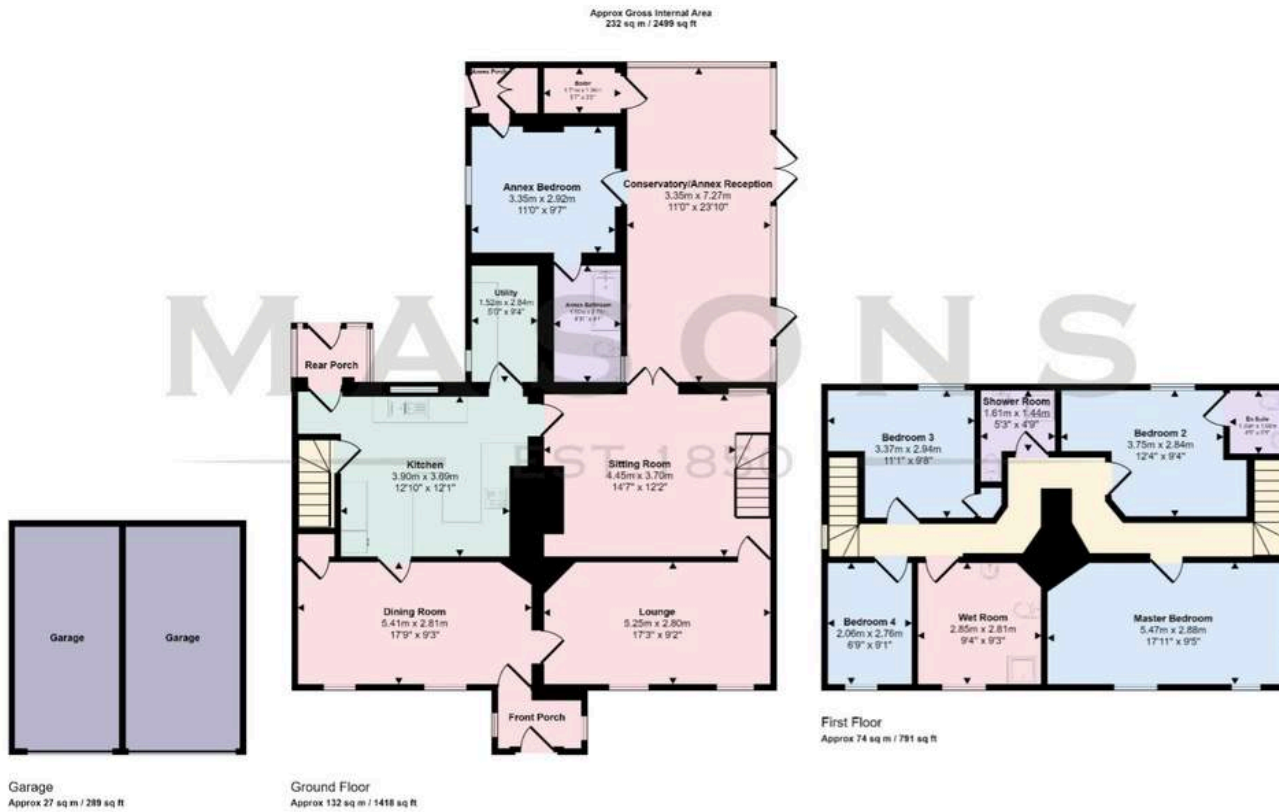 Approx Gross Internal Area
232 sq m / 2499 sq ft
Annex Porch
Boiler
Annex Bedroom
3.35m x 2.92m
11'0" x 9'7"
Conservatory/Annex Reception
3.35m x 7.27m
11'0" x 23'10"
Utility
1.52m x 2.84m
5'0" x 9'4"
Annex Bathroom
MASONS
EST 1850
Rear Porch
Kitchen
3.90m x 3.69m
12'10" x 12'1"
Sitting Room
4.45m x 3.70m
14'7" x 12'2"
Dining Room
5.41m x 2.81m
17'9" x 9'3"
Lounge
5.25m x 2.80m
17'3" x 9'2"
Front Porch
Bedroom 3
3.37m x 2.94m
11'1" x 9'8"
Shower Room
1.61m x 1.44m
5'3" x 4'9"
Bedroom 2
3.75m x 2.84m
12'4" x 9'4"
En Suite
Bedroom 4
2.06m x 2.76m
6'9" x 9'1"
Wet Room
2.85m x 2.81m
9'4" x 9'3"
Master Bedroom
5.47m x 2.88m
17'11" x 9'5"
Garage
Garage
Garage
Approx 27 sq m / 289 sq ft
Ground Floor
Approx 132 sq m / 1418 sq ft
First Floor
Approx 74 sq m / 791 sq ft